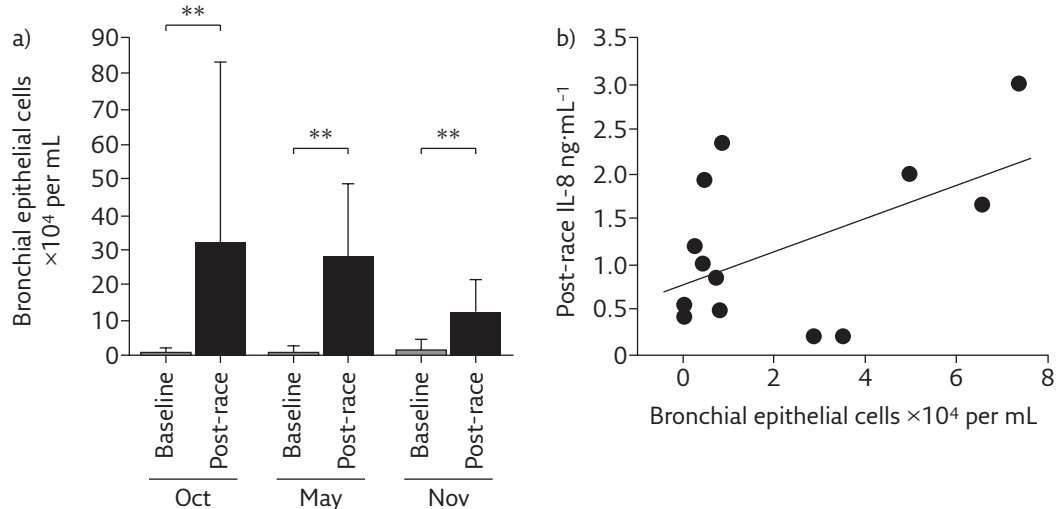 a)
Bronchial epithelial cells
×10⁴ per mL
90
80
70
60
50
40
30
20
10
0
**
**
**
Baseline
Post-race
Baseline
Post-race
Baseline
Post-race
Oct
May
Nov
b)
Post-race IL-8 ng·mL⁻¹
3.5
3.0
2.5
2.0
1.5
1.0
0.5
0
0
2
4
6
8
Bronchial epithelial cells ×10⁴ per mL